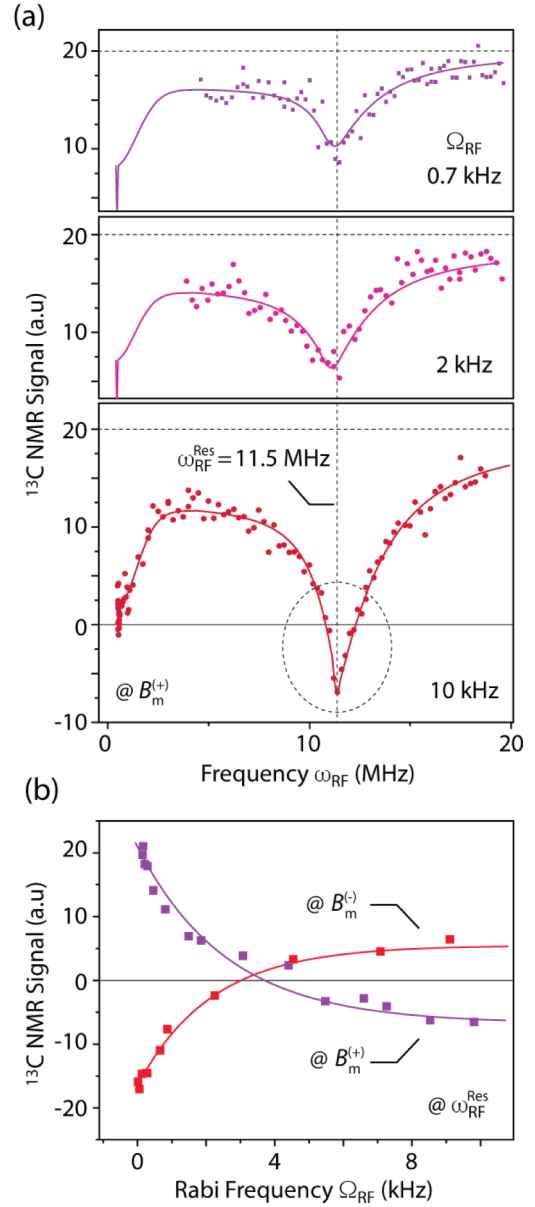 (a)
20
10
Ω_RF
0.7 kHz
20
10
2 kHz
¹³C NMR Signal (a.u)
20
ω_RF^Res = 11.5 MHz
10
0
@ B_m^(+)
10 kHz
-10
0
10
20
Frequency ω_RF (MHz)
(b)
20
@ B_m^(-)
10
¹³C NMR Signal (a.u)
0
-10
@ B_m^(+)
-20
@ ω_RF^Res
0
4
8
Rabi Frequency Ω_RF (kHz)